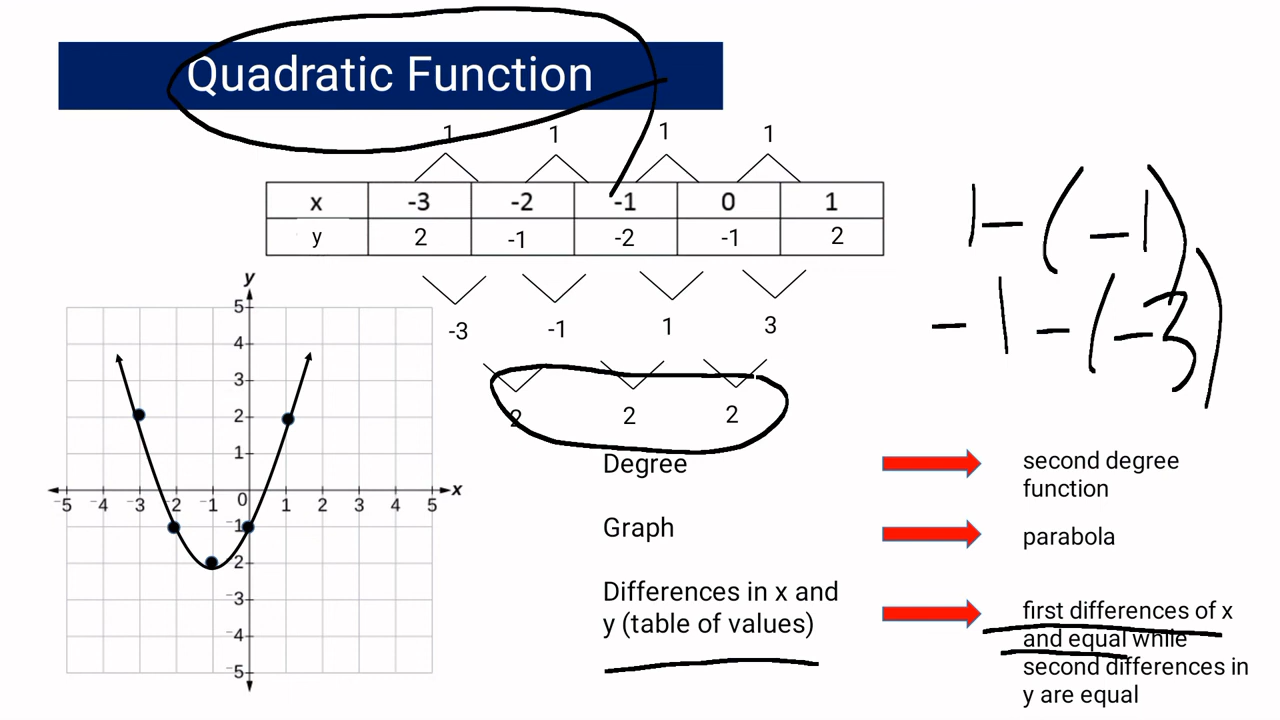 Quadratic Function
1 1 1 1
x -3 -2 -1 0 1
y 2 -1 -2 -1 2
-3 -1 1 3
2 2 2
1-(-1)
-1-(-3)
y
5
4
3
2
1
-5 -4 -3 -2 -1 0 1 2 3 4 5 x
-1
-2
-3
-4
-5
Degree
second degree
function
Graph
parabola
Differences in x and
y (table of values)
first differences of x
and equal while
second differences in
y are equal